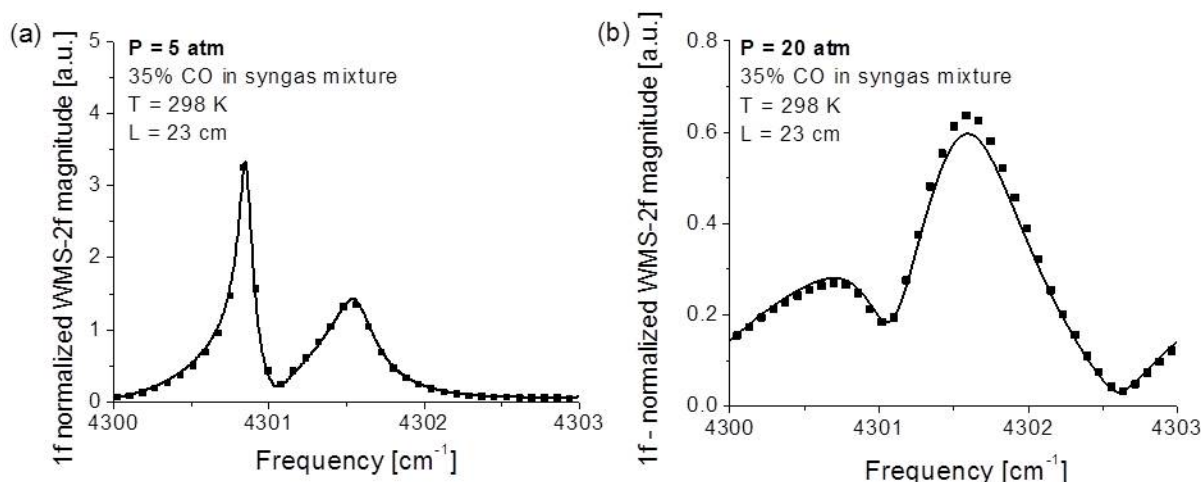 (a)
P = 5 atm
35% CO in syngas mixture
T = 298 K
L = 23 cm
1f normalized WMS-2f magnitude [a.u.]
5
4
3
2
1
0
4300
4301
4302
4303
Frequency [cm⁻¹]
(b)
P = 20 atm
35% CO in syngas mixture
T = 298 K
L = 23 cm
1f - normalized WMS-2f magnitude [a.u.]
0.8
0.6
0.4
0.2
0.0
4300
4301
4302
4303
Frequency [cm⁻¹]